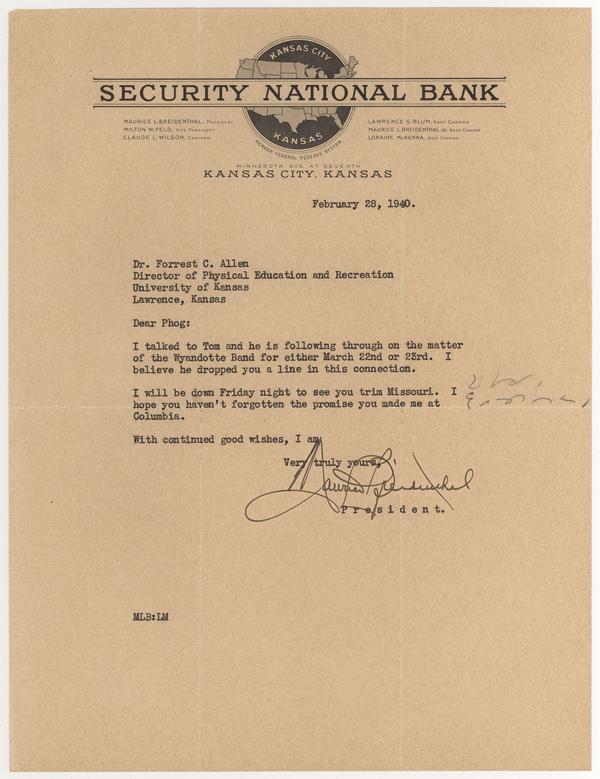 KANSAS CITY
SECURITY NATIONAL BANK
KANSAS
MEMBER FEDERAL RESERVE SYSTEM
MAURICE L. BREIDENTHAL, PRESIDENT
MILTON W. FELD, VICE PRESIDENT
CLAUDE L. WILSON, CASHIER
LAWRENCE S. BLUM, ASST CASHIER
MAURICE L. BREIDENTHAL JR. ASST CASHIER
LORAINE McKENNA, ASST CASHIER
MINNESOTA AVE AT SEVENTH
KANSAS CITY, KANSAS
February 28, 1940.
Dr. Forrest C. Allen
Director of Physical Education and Recreation
University of Kansas
Lawrence, Kansas
Dear Phog:
I talked to Tom and he is following through on the matter
of the Wyandotte Band for either March 22nd or 23rd. I
believe he dropped you a line in this connection.
I will be down Friday night to see you trim Missouri. I
hope you haven't forgotten the promise you made me at
Columbia.
With continued good wishes, I am
Very truly yours,
Maurice L. Breidenthal
President.
MLB:LM